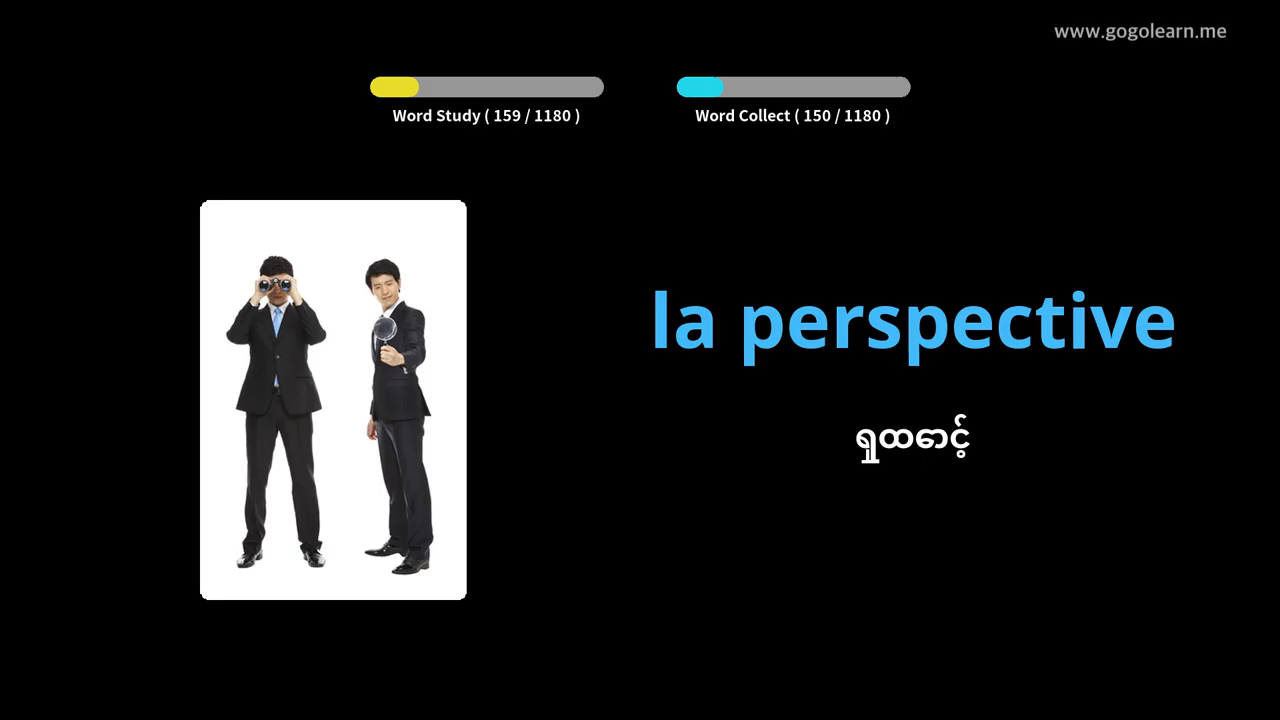 www.gogolearn.me
Word Study ( 159 / 1180 )
Word Collect ( 150 / 1180 )
la perspective
ရှုထောင့်